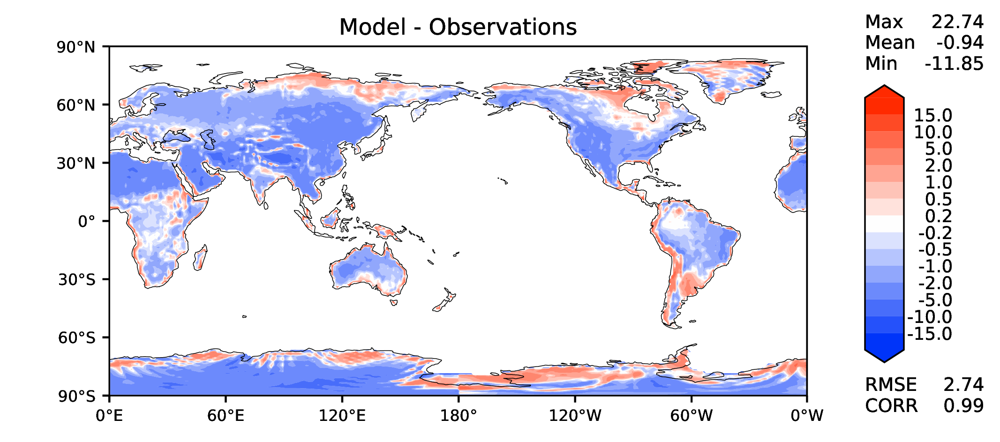 Model - Observations
Max 22.74
Mean -0.94
Min -11.85
90°N
60°N
30°N
0°
30°S
60°S
90°S
0°E 60°E 120°E 180° 120°W 60°W 0°W
15.0
10.0
5.0
2.0
1.0
0.5
0.2
-0.2
-0.5
-1.0
-2.0
-5.0
-10.0
-15.0
RMSE 2.74
CORR 0.99